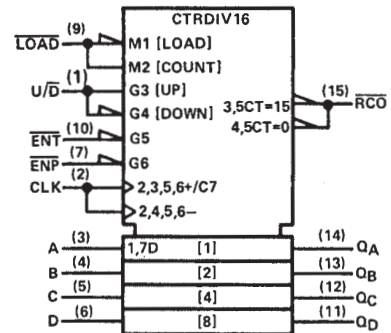 CTRDIV16
LOAD (9) M1 [LOAD]
M2 [COUNT]
U/D (1) G3 [UP]
G4 [DOWN]
ENT (10) G5
ENP (7) G6
CLK (2) 2,3,5,6+/C7
2,4,5,6−
3,5CT=15 (15) RCO
4,5CT=0
A (3) 1,7D [1] (14) QA
B (4) [2] (13) QB
C (5) [4] (12) QC
D (6) [8] (11) QD